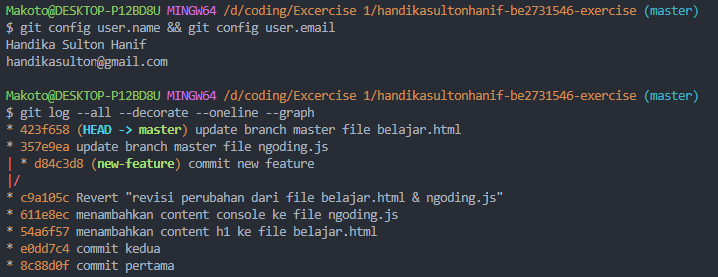 Makoto@DESKTOP-P12BD8U MINGW64 /d/coding/Excercise 1/handikasultonhanif-be2731546-exercise (master)
$ git config user.name && git config user.email
Handika Sulton Hanif
handikasulton@gmail.com
Makoto@DESKTOP-P12BD8U MINGW64 /d/coding/Excercise 1/handikasultonhanif-be2731546-exercise (master)
$ git log --all --decorate --oneline --graph
* 423f658 (HEAD -> master) update branch master file belajar.html
* 357e9ea update branch master file ngoding.js
| * d84c3d8 (new-feature) commit new feature
|/
* c9a105c Revert "revisi perubahan dari file belajar.html & ngoding.js"
* 611e8ec menambahkan content console ke file ngoding.js
* 54a6f57 menambahkan content h1 ke file belajar.html
* e0dd7c4 commit kedua
* 8c88d0f commit pertama